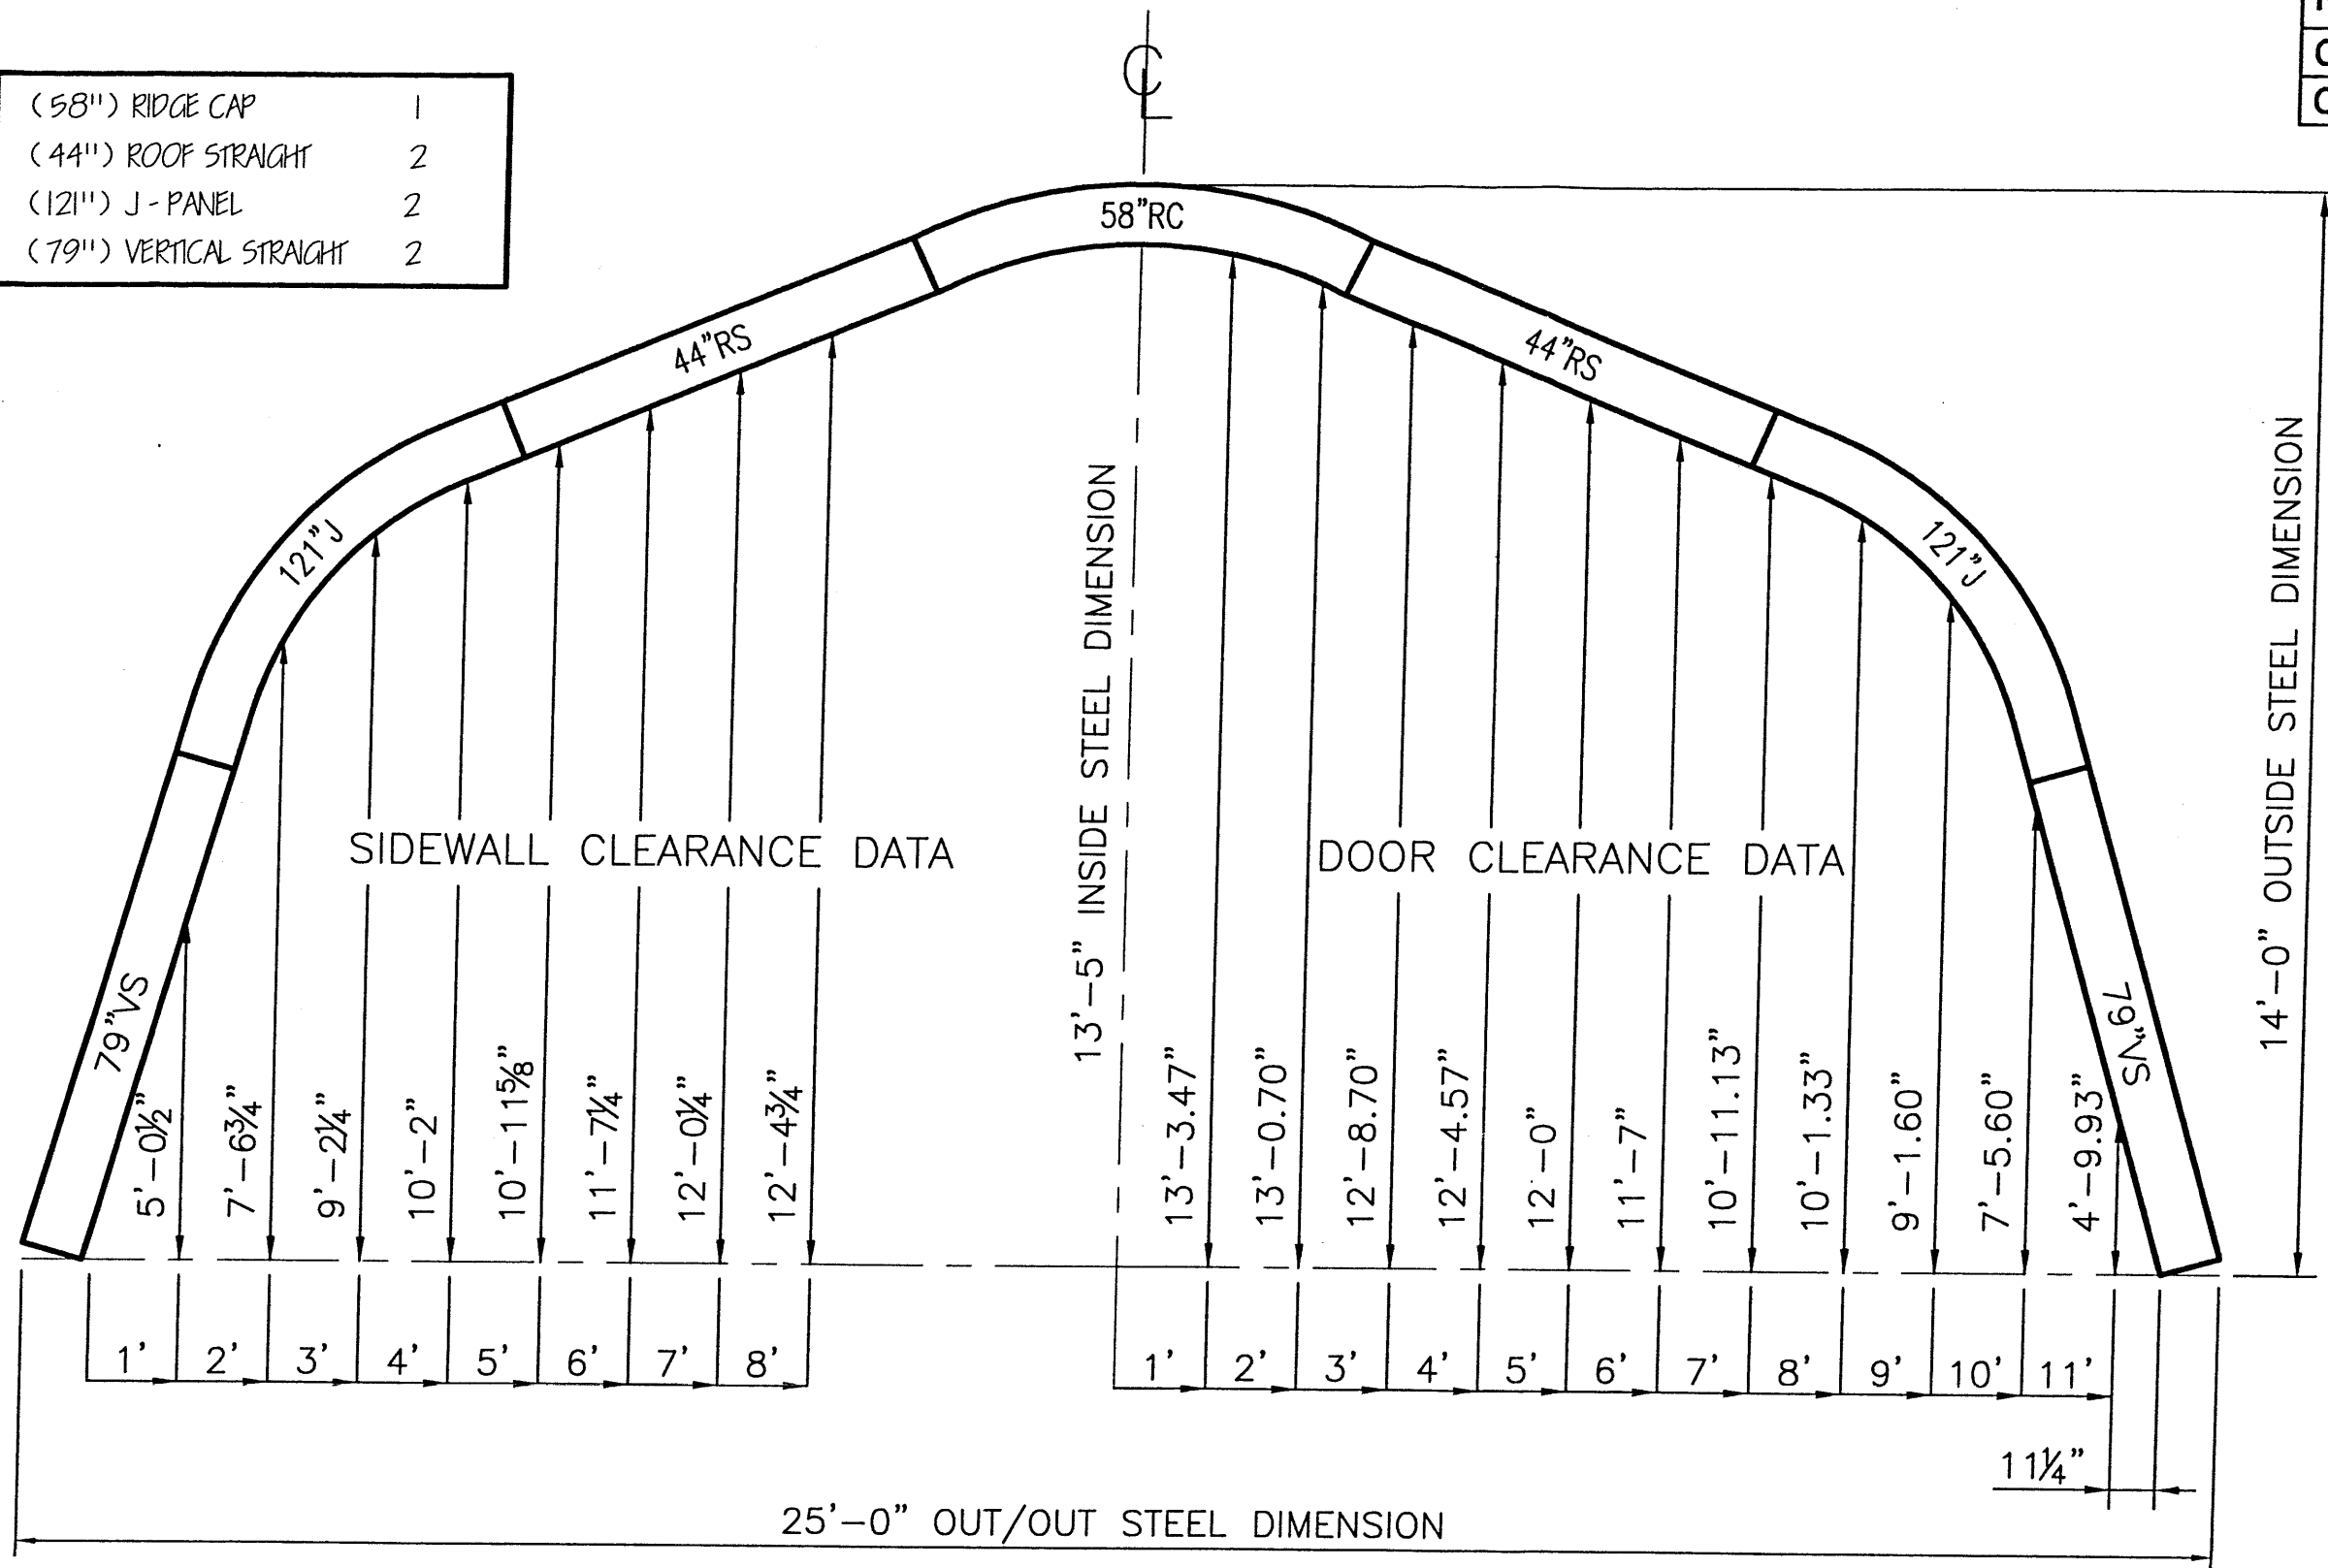 (58") RIDGE CAP 1
(44") ROOF STRAIGHT 2
(121") J-PANEL 2
(79") VERTICAL STRAIGHT 2
CL
58"RC
44"RS
44"RS
121"J
121"J
79"VS
79"VS
SIDEWALL CLEARANCE DATA
DOOR CLEARANCE DATA
13'-5" INSIDE STEEL DIMENSION
14'-0" OUTSIDE STEEL DIMENSION
5'-0½"
7'-6¾"
9'-2¼"
10'-2"
10'-11⅝"
11'-7¼"
12'-0¼"
12'-4¾"
13'-3.47"
13'-0.70"
12'-8.70"
12'-4.57"
12'-0"
11'-7"
10'-11.13"
10'-1.33"
9'-1.60"
7'-5.60"
4'-9.93"
1' 2' 3' 4' 5' 6' 7' 8'
1' 2' 3' 4' 5' 6' 7' 8' 9' 10' 11'
11¼"
25'-0" OUT/OUT STEEL DIMENSION